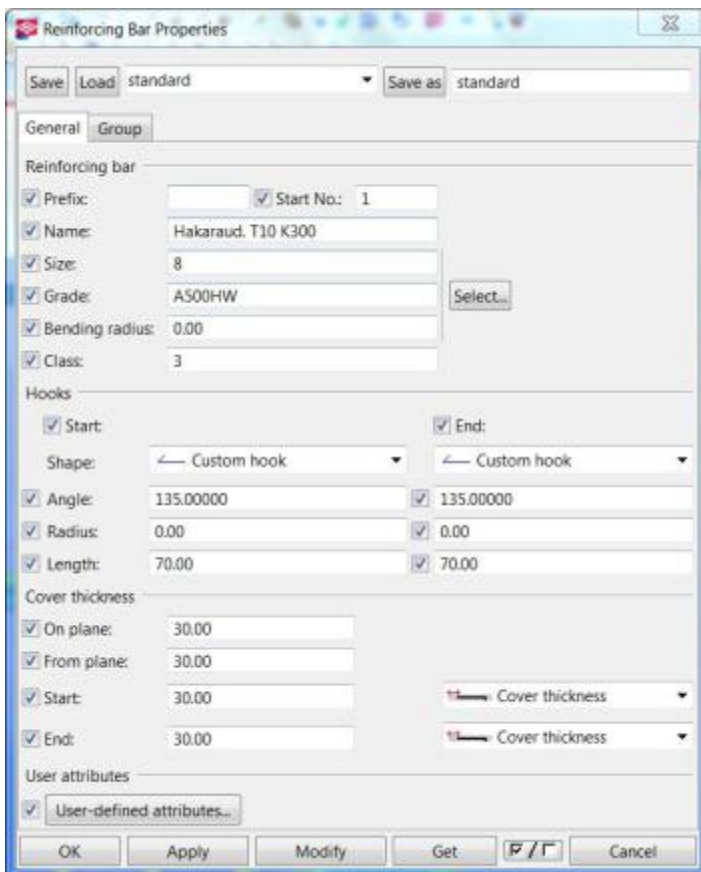 Reinforcing Bar Properties
Save Load standard Save as standard
General Group
Reinforcing bar
Prefix: Start No.: 1
Name: Hakaraud. T10 K300
Size: 8
Grade: A500HW Select...
Bending radius: 0.00
Class: 3
Hooks
Start: End:
Shape: Custom hook Custom hook
Angle: 135.00000 135.00000
Radius: 0.00 0.00
Length: 70.00 70.00
Cover thickness
On plane: 30.00
From plane: 30.00
Start: 30.00 Cover thickness
End: 30.00 Cover thickness
User attributes
User-defined attributes...
OK Apply Modify Get Cancel